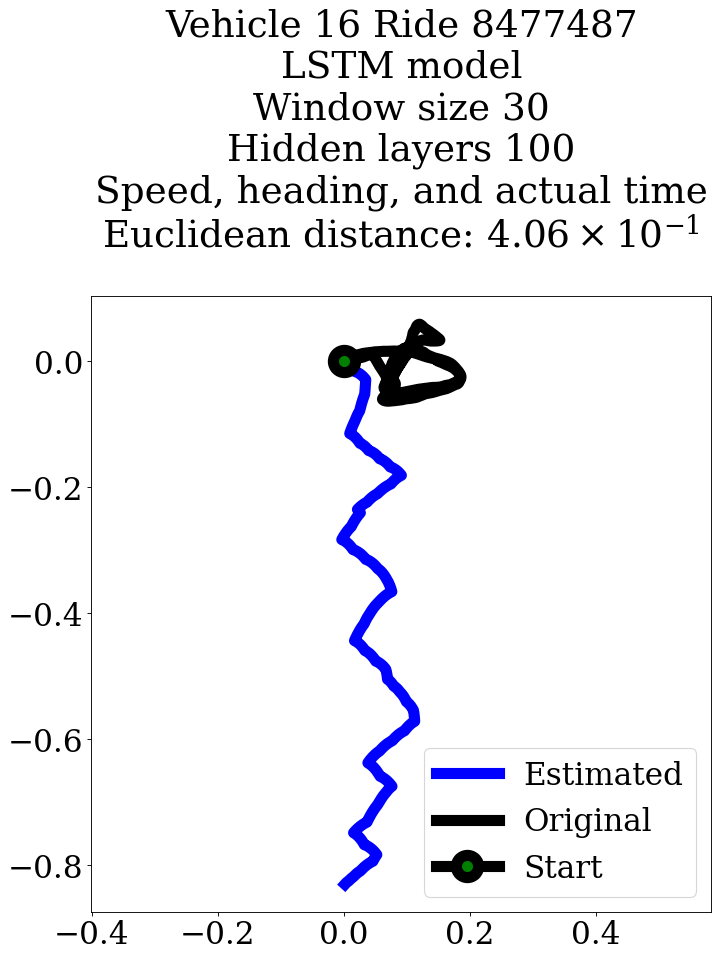 Vehicle 16 Ride 8477487
LSTM model
Window size 30
Hidden layers 100
Speed, heading, and actual time
Euclidean distance: 4.06 × 10⁻¹
0.0
−0.2
−0.4
−0.6
−0.8
Estimated
Original
Start
−0.4 −0.2 0.0 0.2 0.4